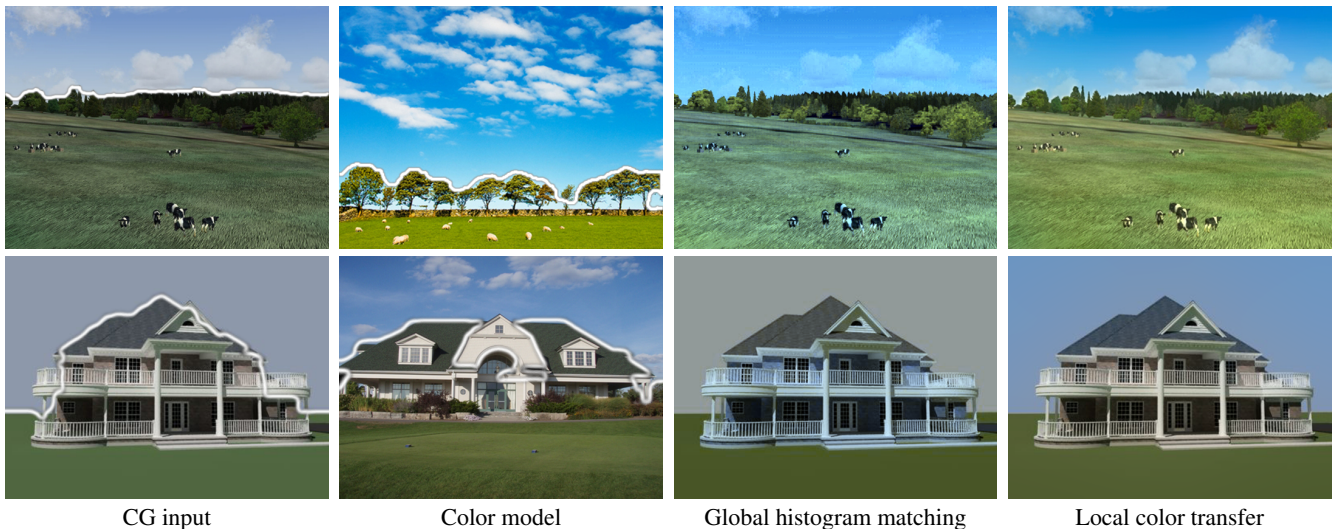 CG input
Color model
Global histogram matching
Local color transfer